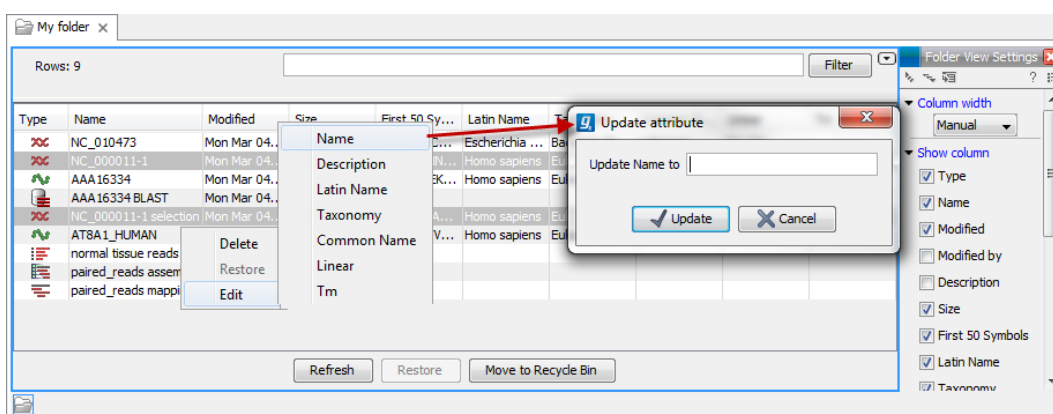 My folder
Rows: 9
Filter
Folder View Settings
Column width
Manual
Show column
Type
Name
Modified
Modified by
Description
Size
First 50 Symbols
Latin Name
Taxonomy
Type Name Modified Size First 50 Sy... Latin Name
NC_010473 Mon Mar 04... Escherichia ...
NC_000011-1 Mon Mar 04... Homo sapiens
AAA16334 Mon Mar 04... Homo sapiens
AAA16334 BLAST Mon Mar 04...
NC_000011-1 selection Mon Mar 04... Homo sapiens
AT8A1_HUMAN Mon Mar 04... Homo sapiens
normal tissue reads
paired_reads assem
paired_reads mappi
Delete
Restore
Edit
Name
Description
Latin Name
Taxonomy
Common Name
Linear
Tm
Update attribute
Update Name to
Update Cancel
Refresh Restore Move to Recycle Bin